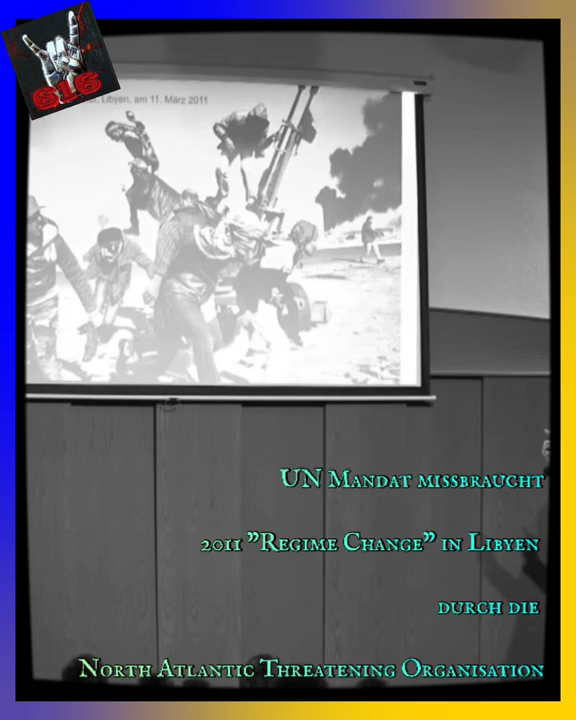 616
Libyen, am 11. März 2011
UN Mandat missbraucht
2011 "Regime Change" in Libyen
durch die
North Atlantic Threatening Organisation